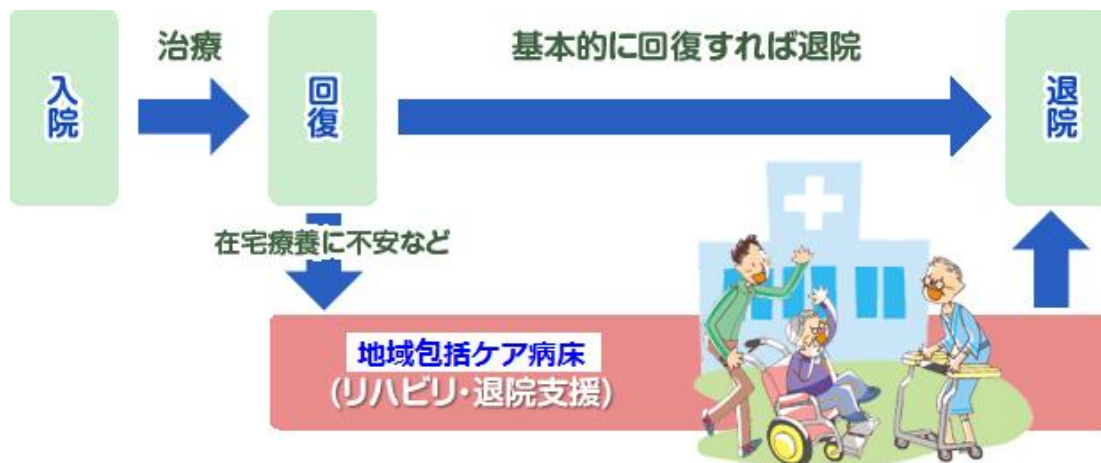 治療
基本的に回復すれば退院
入院
回復
退院
在宅療養に不安など
地域包括ケア病床
(リハビリ・退院支援)